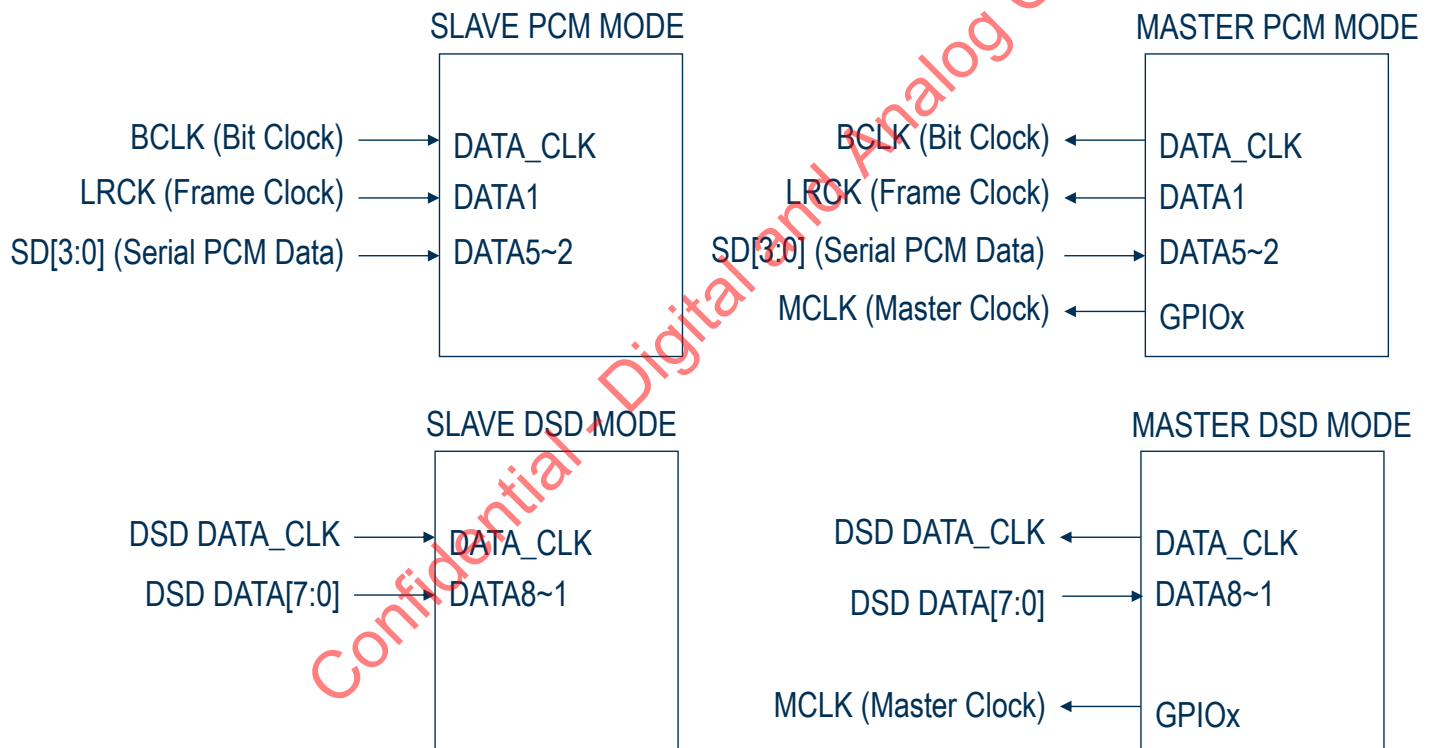 SLAVE PCM MODE
BCLK (Bit Clock)
DATA_CLK
LRCK (Frame Clock)
DATA1
SD[3:0] (Serial PCM Data)
DATA5~2
MASTER PCM MODE
BCLK (Bit Clock)
DATA_CLK
LRCK (Frame Clock)
DATA1
SD[3:0] (Serial PCM Data)
DATA5~2
MCLK (Master Clock)
GPIOx
SLAVE DSD MODE
DSD DATA_CLK
DATA_CLK
DSD DATA[7:0]
DATA8~1
MASTER DSD MODE
DSD DATA_CLK
DATA_CLK
DSD DATA[7:0]
DATA8~1
MCLK (Master Clock)
GPIOx
Confidential - Digital and Analog